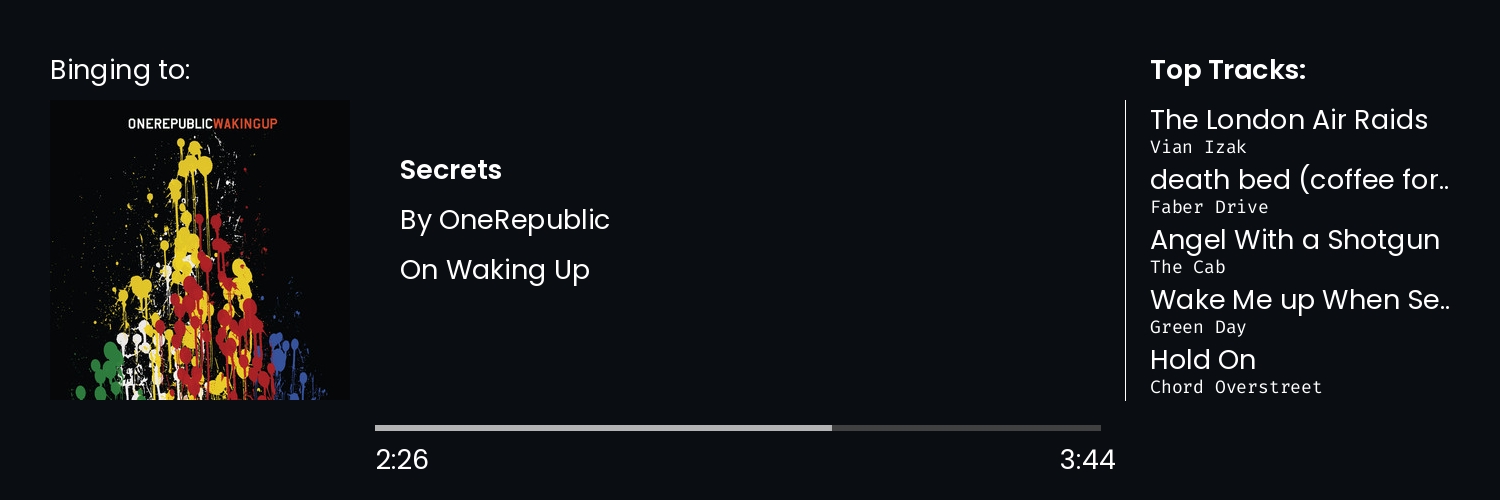 Binging to:
ONEREPUBLICWAKINGUP
Secrets
By OneRepublic
On Waking Up
2:26
3:44
Top Tracks:
The London Air Raids
Vian Izak
death bed (coffee for..
Faber Drive
Angel With a Shotgun
The Cab
Wake Me up When Se..
Green Day
Hold On
Chord Overstreet